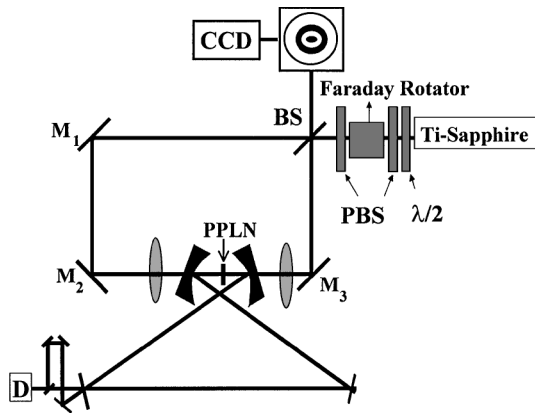 CCD
Faraday Rotator
BS
M1
Ti-Sapphire
PBS
λ/2
PPLN
M2
M3
D